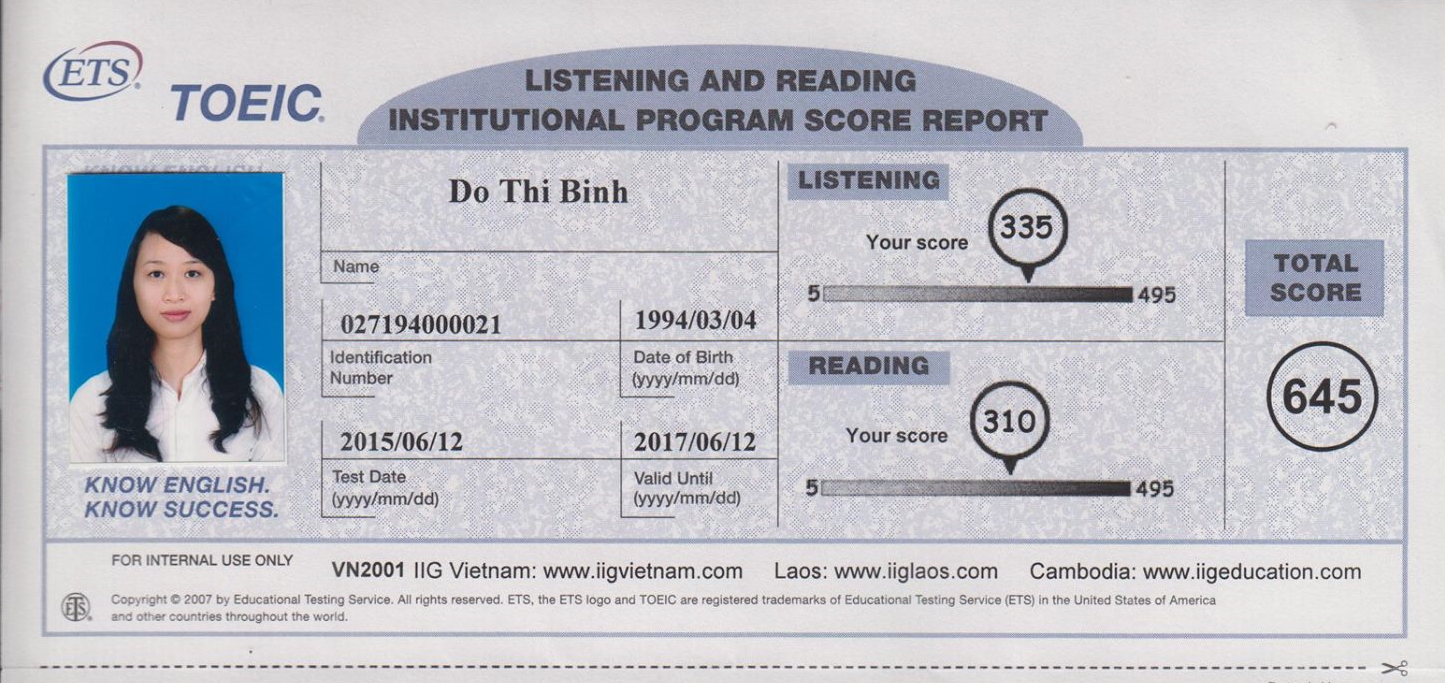 ETS®
TOEIC®
LISTENING AND READING
INSTITUTIONAL PROGRAM SCORE REPORT
KNOW ENGLISH.
KNOW ENGLISH.
KNOW SUCCESS.
Do Thi Binh
Name
027194000021
Identification
Number
1994/03/04
Date of Birth
(yyyy/mm/dd)
2015/06/12
Test Date
(yyyy/mm/dd)
2017/06/12
Valid Until
(yyyy/mm/dd)
LISTENING
Your score 335
5 495
READING
Your score 310
5 495
TOTAL
SCORE
645
FOR INTERNAL USE ONLY
VN2001 IIG Vietnam: www.iigvietnam.com Laos: www.iiglaos.com Cambodia: www.iigeducation.com
ETS®
Copyright © 2007 by Educational Testing Service. All rights reserved. ETS, the ETS logo and TOEIC are registered trademarks of Educational Testing Service (ETS) in the United States of America
and other countries throughout the world.